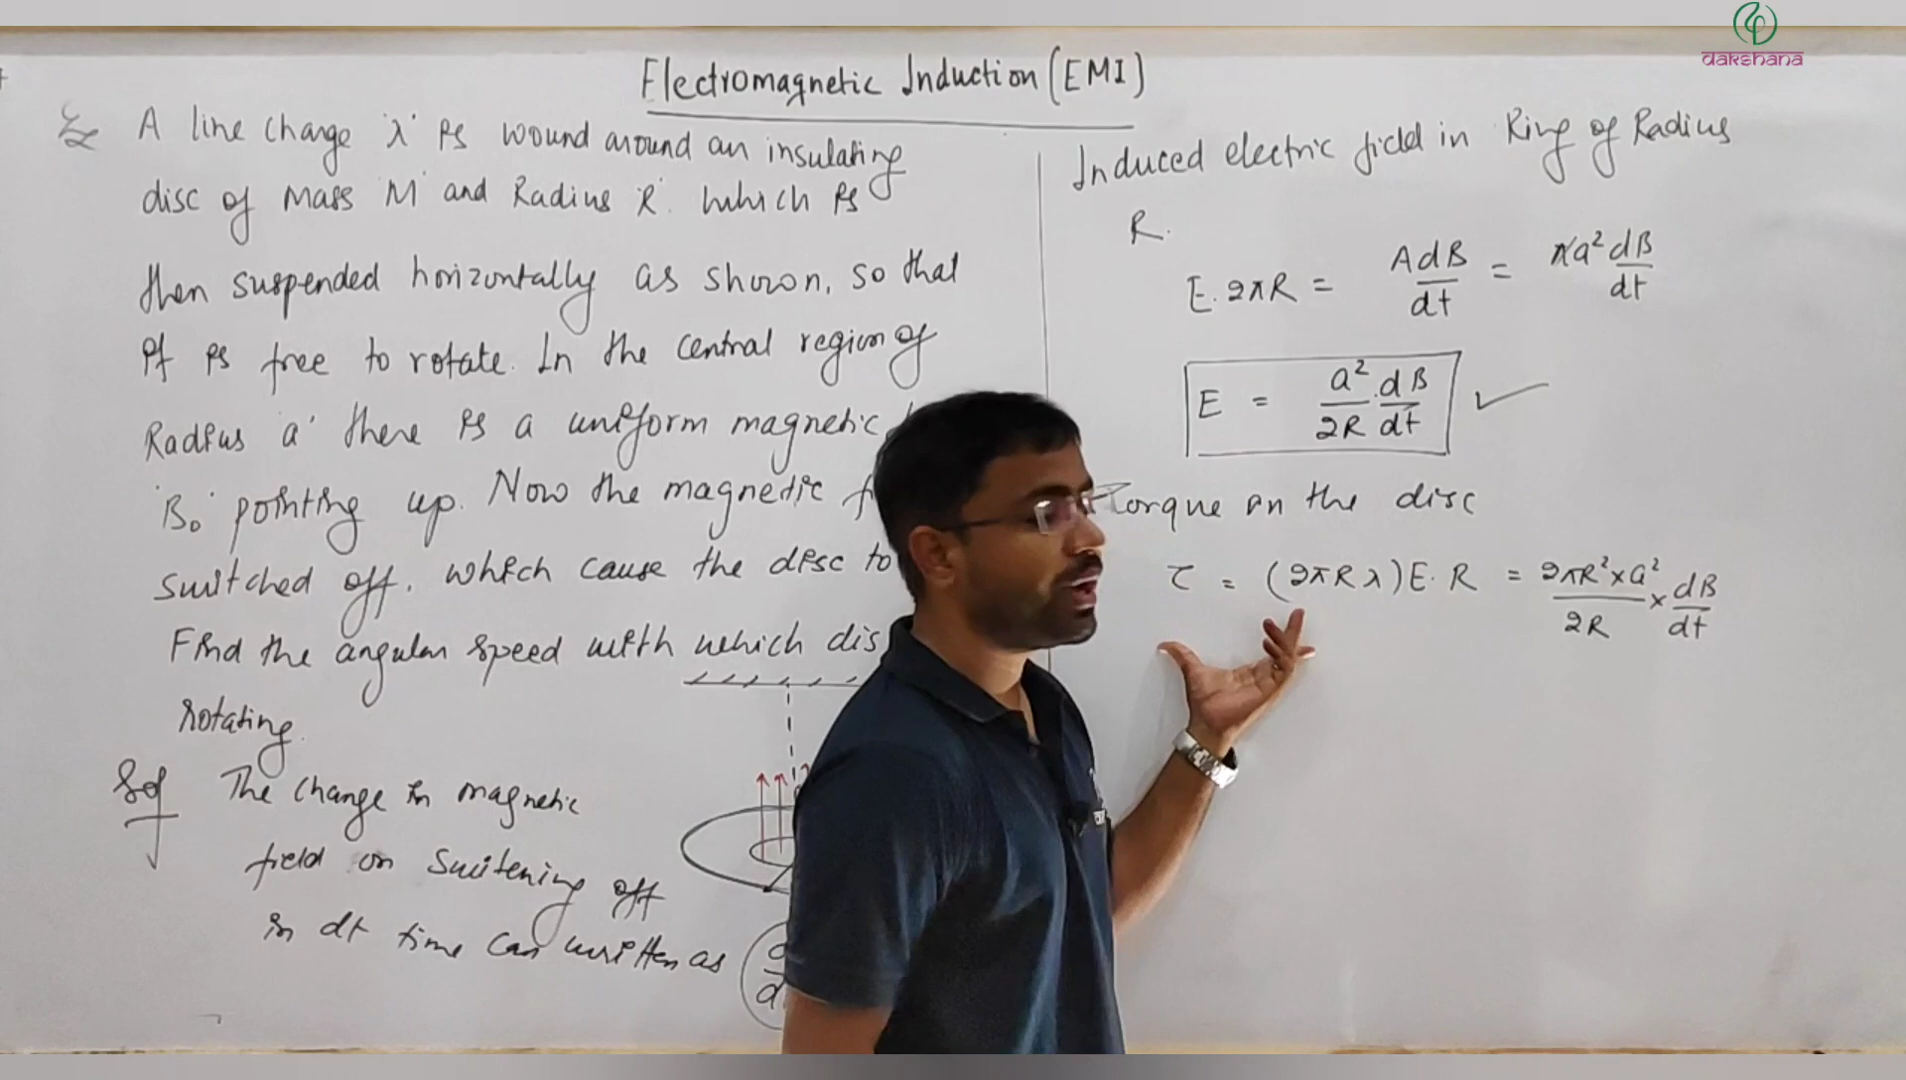 dakshana
Electromagnetic Induction (EMI)
Ex A line charge 'λ' is wound around an insulating
disc of mass 'M' and Radius 'R' which is
then suspended horizontally as shown, so that
it is free to rotate. In the central region of
Radius 'a' there is a uniform magnetic
'B₀' pointing up. Now the magnetic
switched off, which cause the disc to
Find the angular speed with which
rotating.
Sol The change in magnetic
field on switching off
in dt time can written as
Induced electric field in Ring of Radius
R.
E. 2πR = AdB/dt = πa² dB/dt
E = a²/2R . dB/dt
Torque on the disc
τ = (2πRλ)E.R = 2πR² × a²/2R × dB/dt